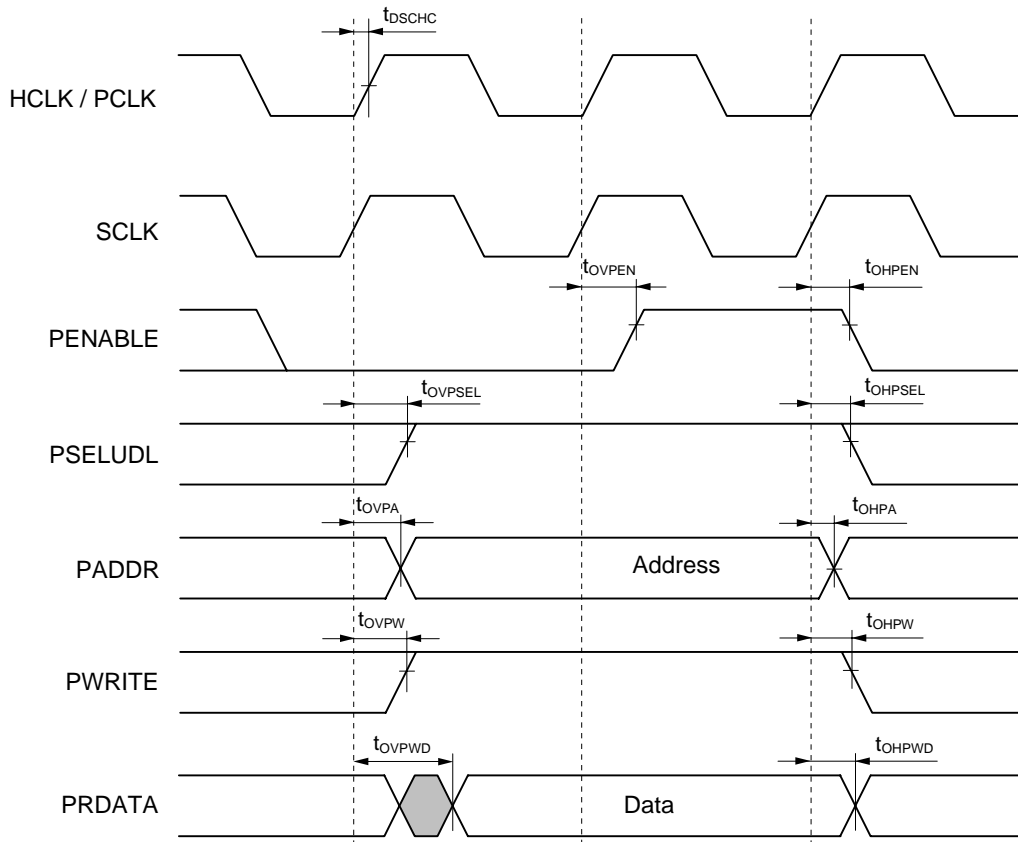 tDSCHC
HCLK / PCLK
SCLK
tOVPEN
tOHPEN
PENABLE
tOVPSEL
tOHPSEL
PSELUDL
tOVPA
tOHPA
PADDR
Address
tOVPW
tOHPW
PWRITE
tOVPWD
tOHPWD
PRDATA
Data